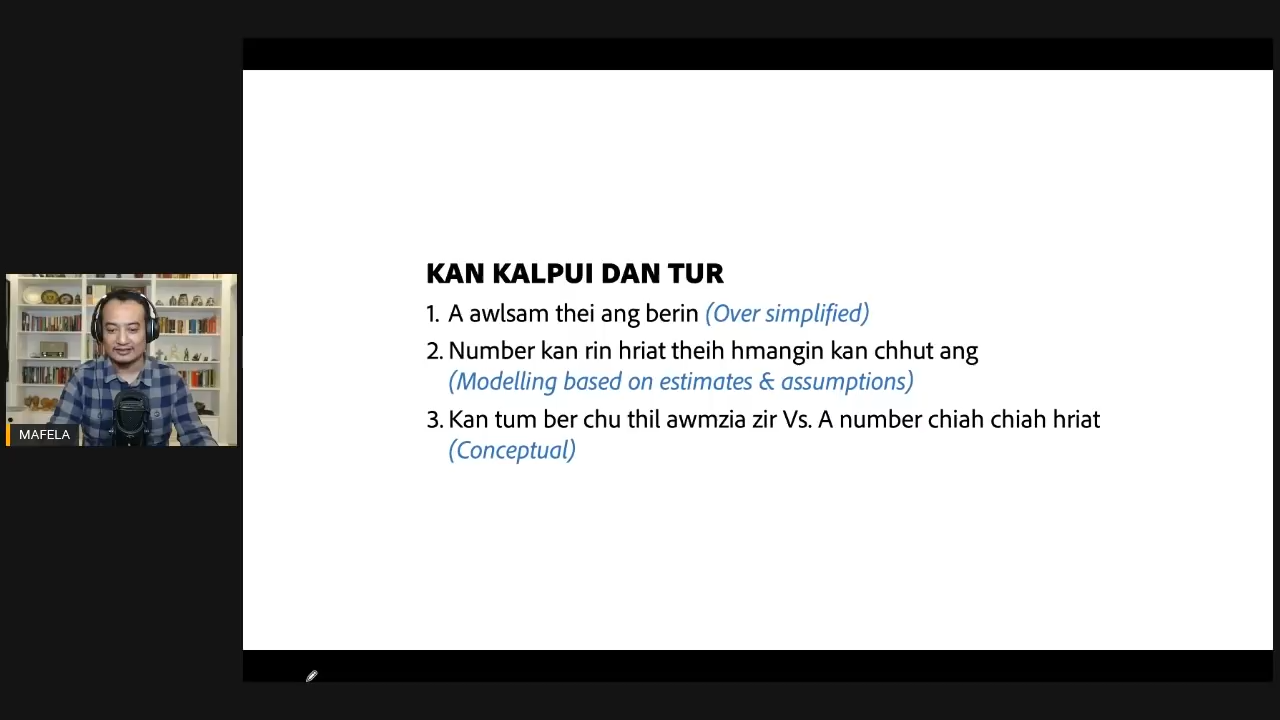 KAN KALPUI DAN TUR
1. A awlsam thei ang berin (Over simplified)
2. Number kan rin hriat theih hmangin kan chhut ang
(Modelling based on estimates & assumptions)
3. Kan tum ber chu thil awmzia zir Vs. A number chiah chiah hriat
(Conceptual)
MAFELA